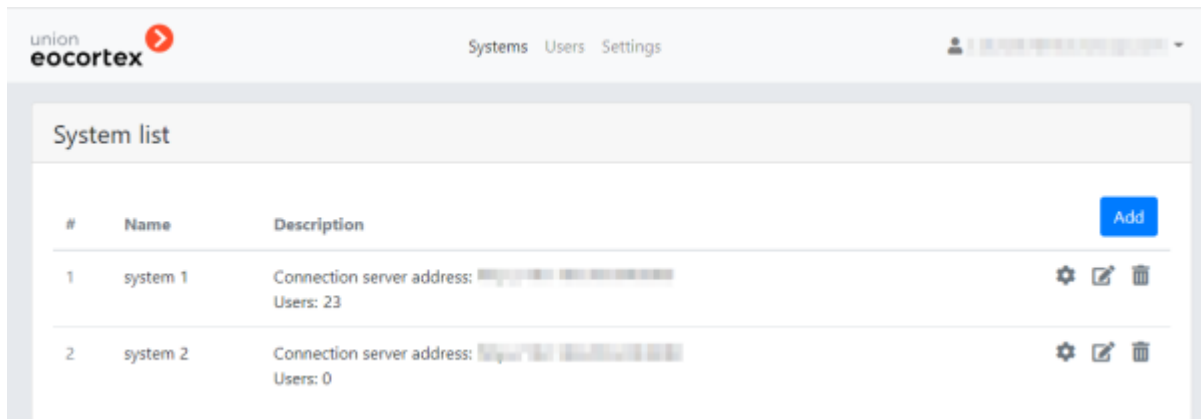 union
eocortex
Systems Users Settings
System list
# Name Description Add
1 system 1 Connection server address:
Users: 23
2 system 2 Connection server address:
Users: 0